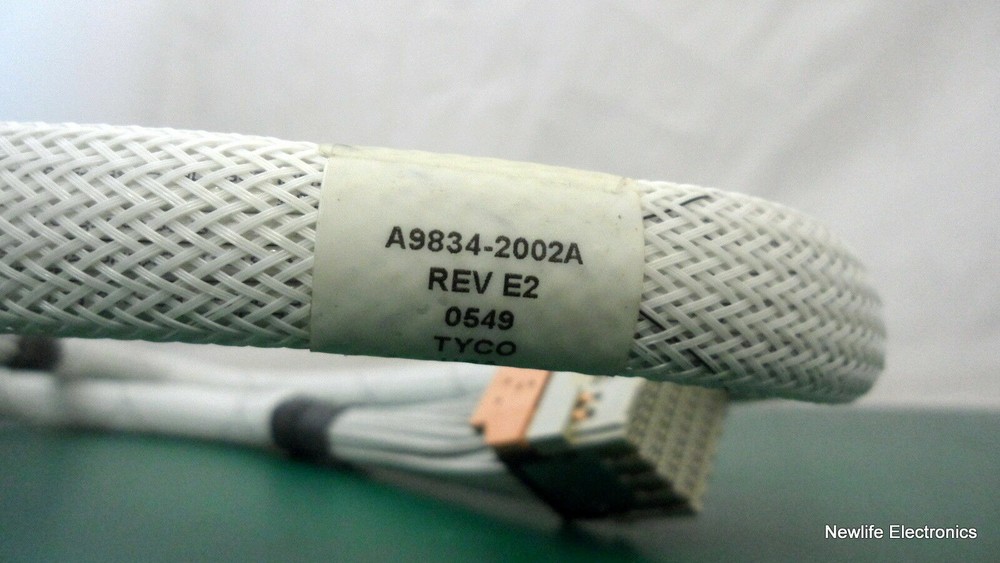 A9834-2002A
REV E2
0549
TYCO
Newlife Electronics